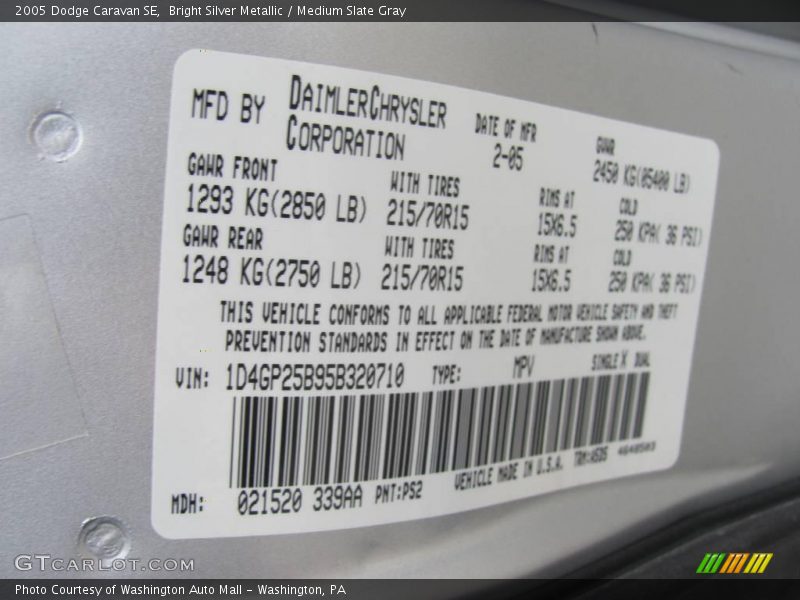 2005 Dodge Caravan SE,  Bright Silver Metallic / Medium Slate Gray
MFD BY DAIMLERCHRYSLER CORPORATION
DATE OF MFR 2-05
GVWR 2450 KG(05400 LB)
GAWR FRONT WITH TIRES RIMS AT COLD
1293 KG(2850 LB) 215/70R15 15X6.5 250 KPA( 36 PSI)
GAWR REAR WITH TIRES RIMS AT COLD
1248 KG(2750 LB) 215/70R15 15X6.5 250 KPA( 36 PSI)
THIS VEHICLE CONFORMS TO ALL APPLICABLE FEDERAL MOTOR VEHICLE SAFETY AND THEFT
PREVENTION STANDARDS IN EFFECT ON THE DATE OF MANUFACTURE SHOWN ABOVE.
VIN: 1D4GP25B95B320710 TYPE: MPV SINGLE X DUAL
MDH: 021520 339AA PNT:PS2 VEHICLE MADE IN U.S.A.
GTCARLOT.COM
Photo Courtesy of Washington Auto Mall – Washington, PA